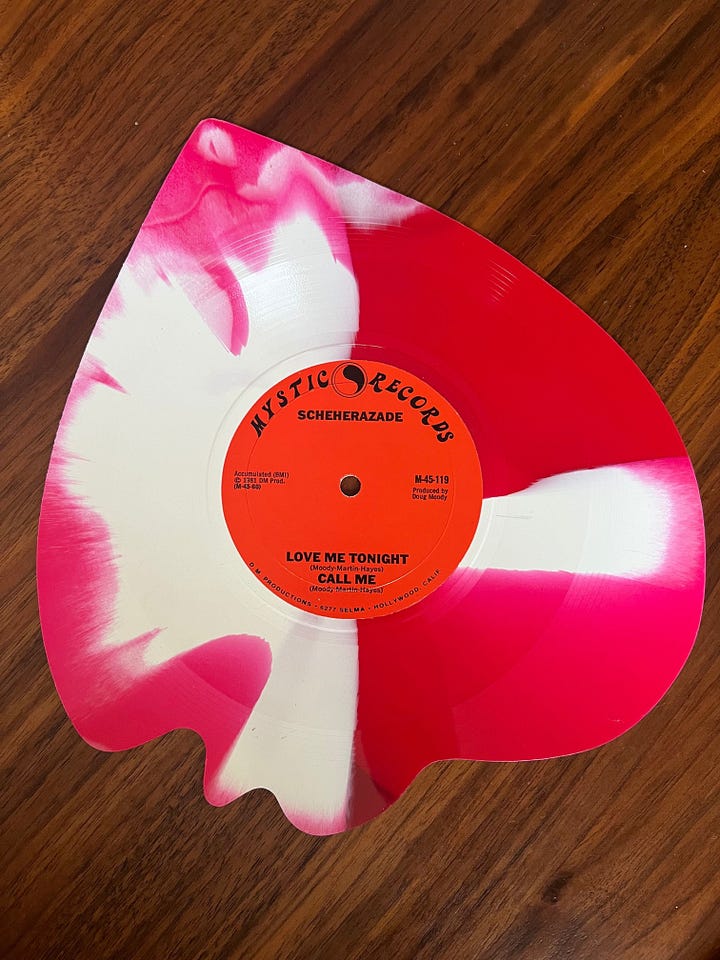 MYSTIC RECORDS
SCHEHERAZADE
Accumulated (BMI)
© 1981 DM Prod.
(M-45-60)
M-45-119
Produced by
Doug Moody
LOVE ME TONIGHT
(Moody-Martin-Hayes)
CALL ME
(Moody-Martin-Hayes)
D.M. PRODUCTIONS • 6277 SELMA • HOLLYWOOD, CALIF.